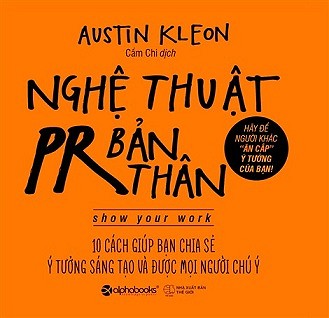 AUSTIN KLEON
Cẩm Chi dịch
NGHỆ THUẬT
PR BẢN
THÂN
HÃY ĐỂ
NGƯỜI KHÁC
"ĂN CẮP"
Ý TƯỞNG
CỦA BẠN!
show your work
10 CÁCH GIÚP BẠN CHIA SẺ
Ý TƯỞNG SÁNG TẠO VÀ ĐƯỢC MỌI NGƯỜI CHÚ Ý
alphabooks
NHÀ XUẤT BẢN
THẾ GIỚI